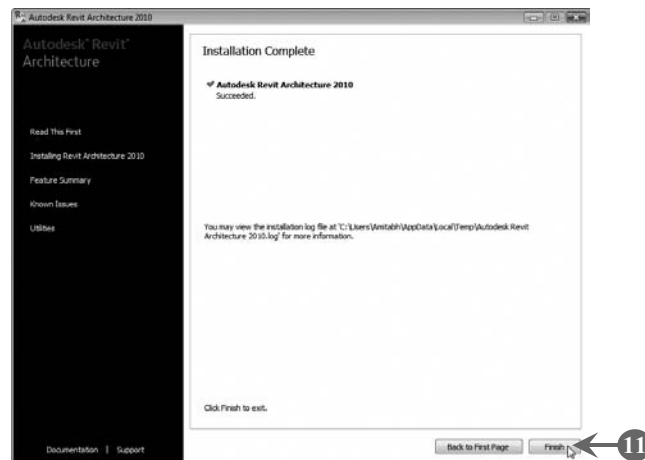 Autodesk Revit Architecture 2010
Autodesk® Revit®
Architecture
Installation Complete
Autodesk Revit Architecture 2010
Succeeded.
Read This First
Installing Revit Architecture 2010
Feature Summary
Known Issues
Utilities
You may view the installation log file at 'C:\Users\Amitabh\AppData\Local\Temp\Autodesk Revit
Architecture 2010.log' for more information.
Click Finish to exit.
Documentation | Support
Back to First Page
Finish
11